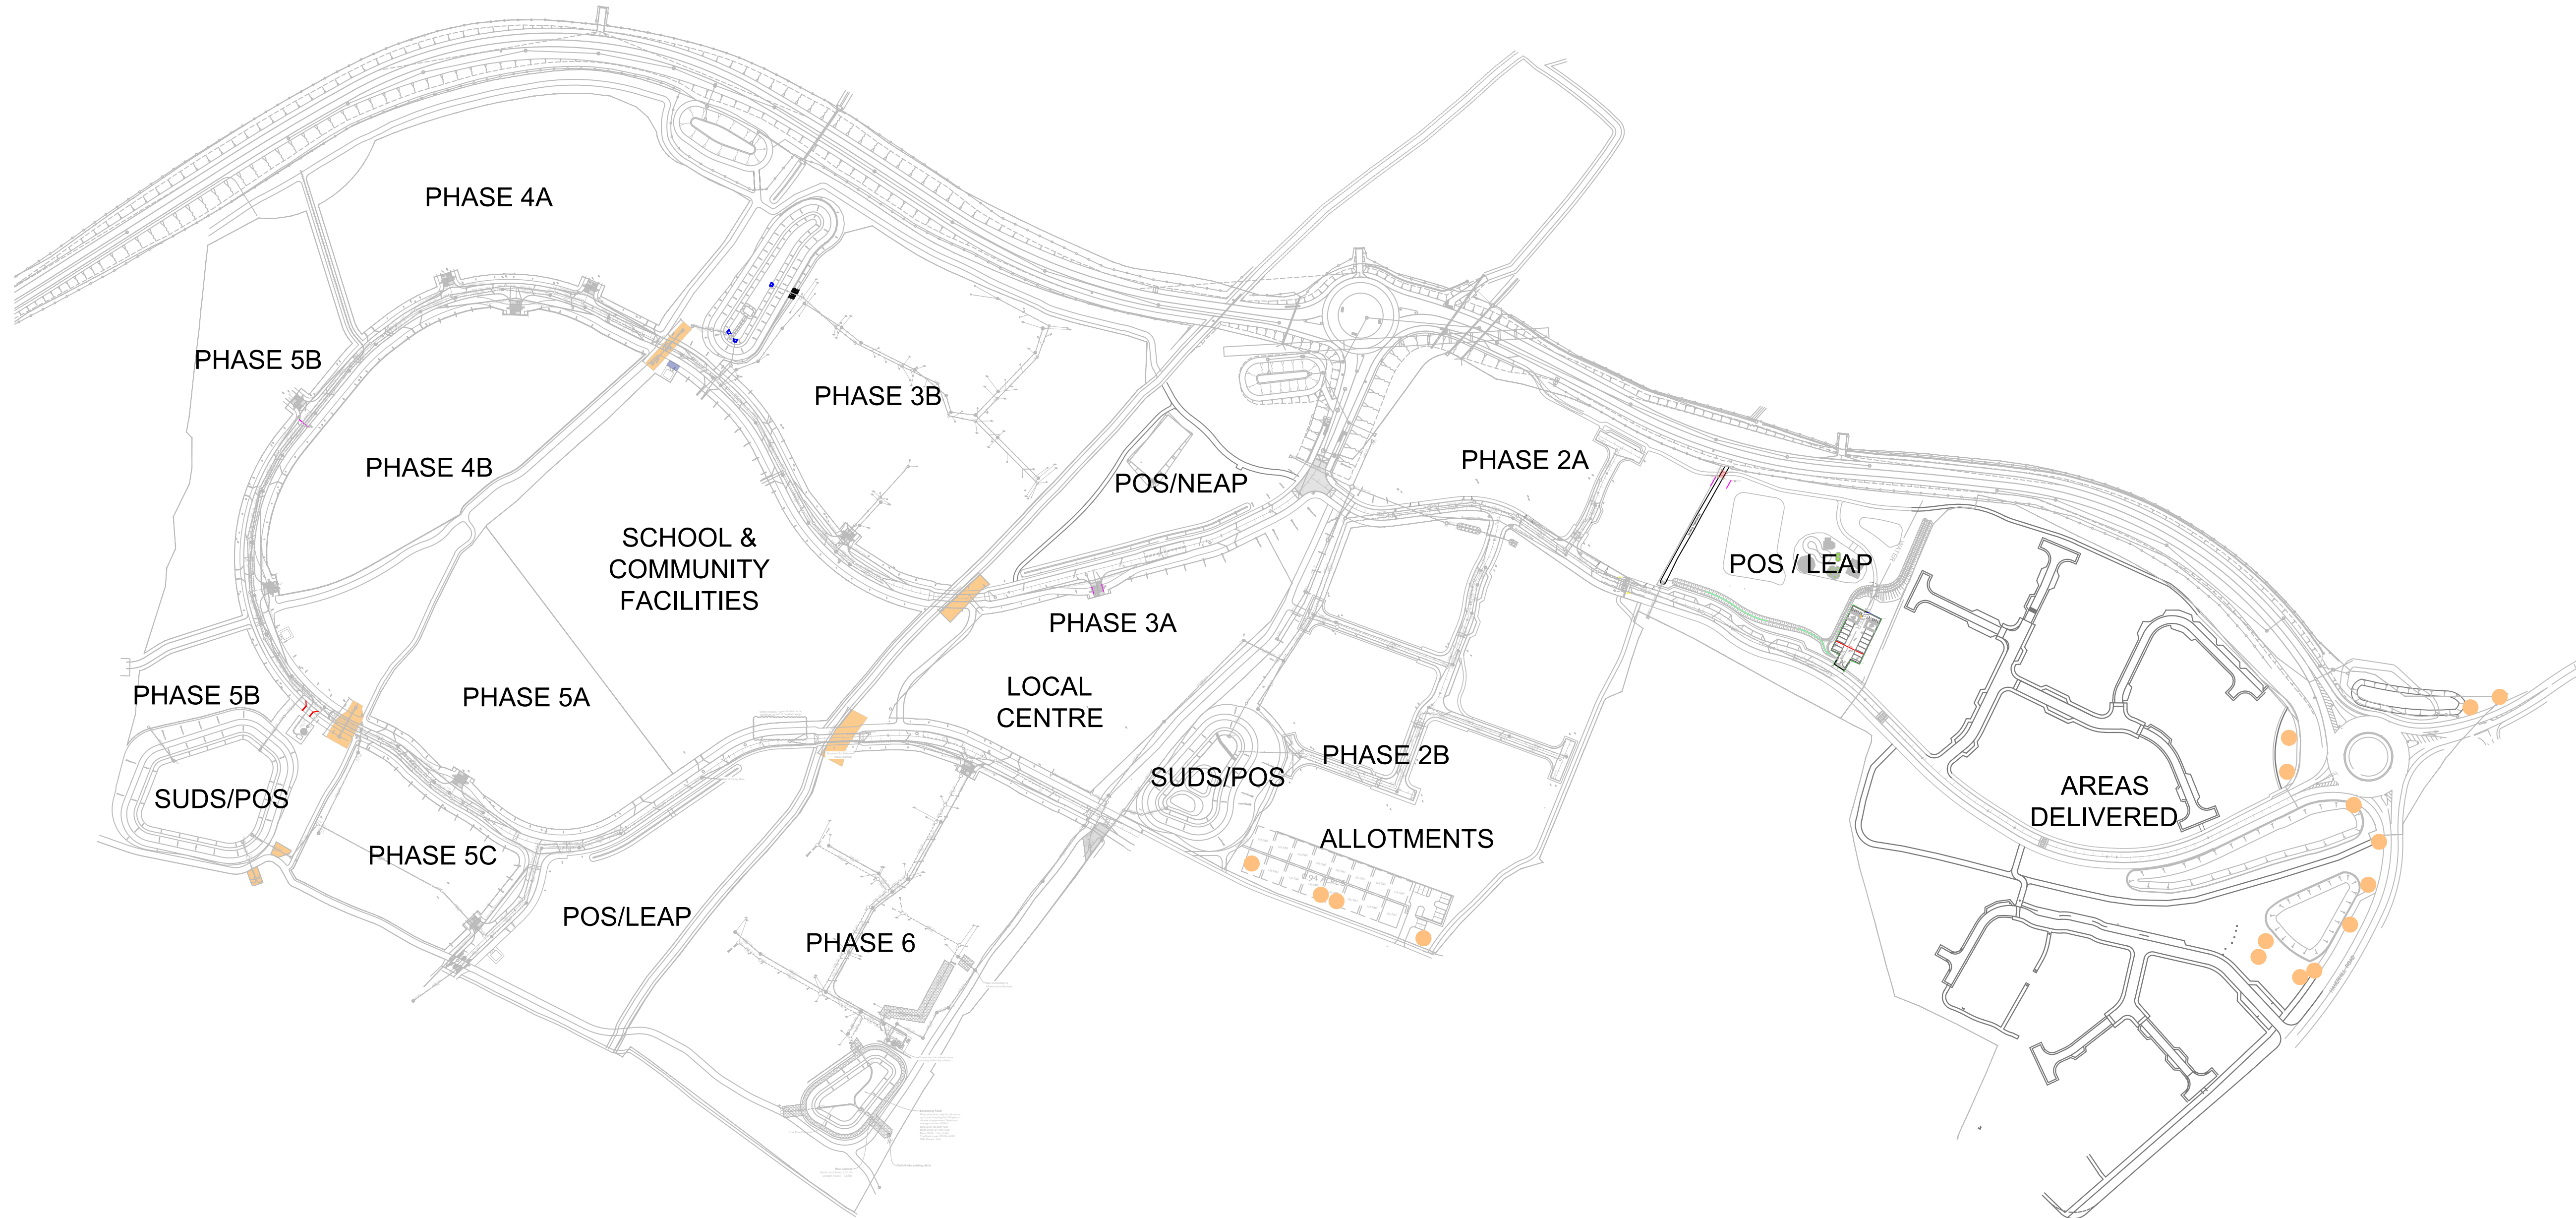 PHASE 4A
PHASE 5B
PHASE 3B
PHASE 4B
POS/NEAP
PHASE 2A
SCHOOL &
COMMUNITY
FACILITIES
POS / LEAP
PHASE 3A
PHASE 5B
PHASE 5A
LOCAL
CENTRE
SUDS/POS
SUDS/POS
PHASE 2B
AREAS
DELIVERED
ALLOTMENTS
PHASE 5C
POS/LEAP
PHASE 6